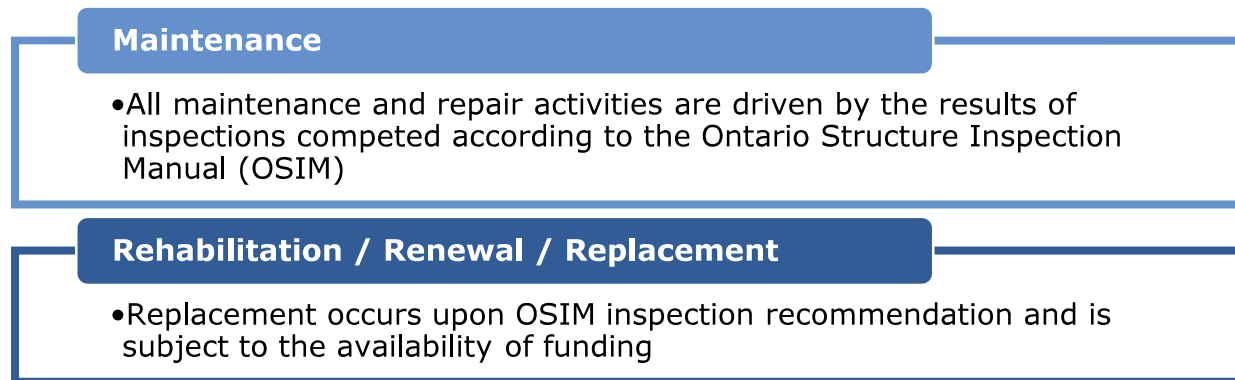 Maintenance
•All maintenance and repair activities are driven by the results of
inspections competed according to the Ontario Structure Inspection
Manual (OSIM)
Rehabilitation / Renewal / Replacement
•Replacement occurs upon OSIM inspection recommendation and is
subject to the availability of funding